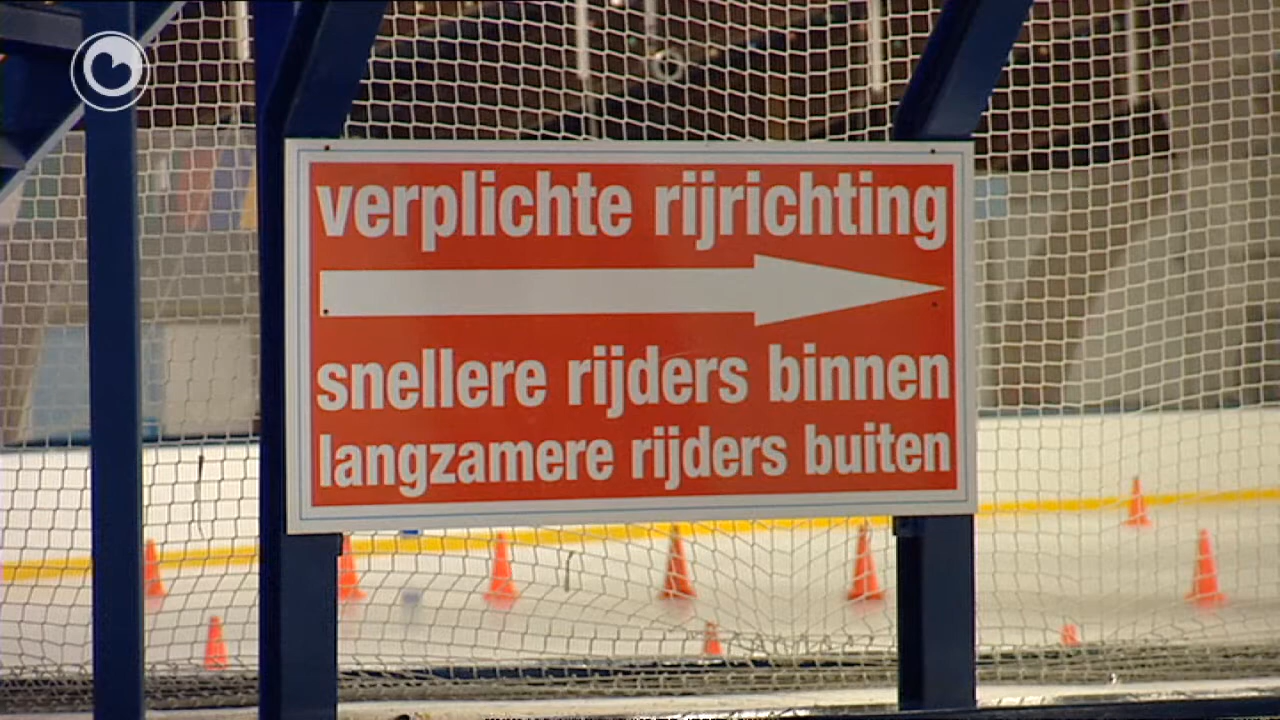 verplichte rijrichting
snellere rijders binnen
langzamere rijders buiten